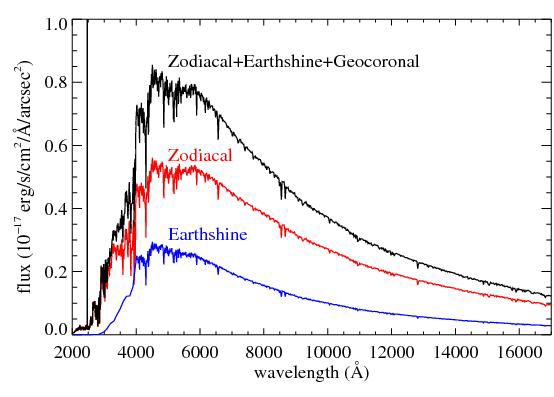 1.0
Zodiacal+Earthshine+Geocoronal
0.8
0.6
Zodiacal
0.4
Earthshine
0.2
0.0
flux (10⁻¹⁷ erg/s/cm²/Å/arcsec²)
2000 4000 6000 8000 10000 12000 14000 16000
wavelength (Å)